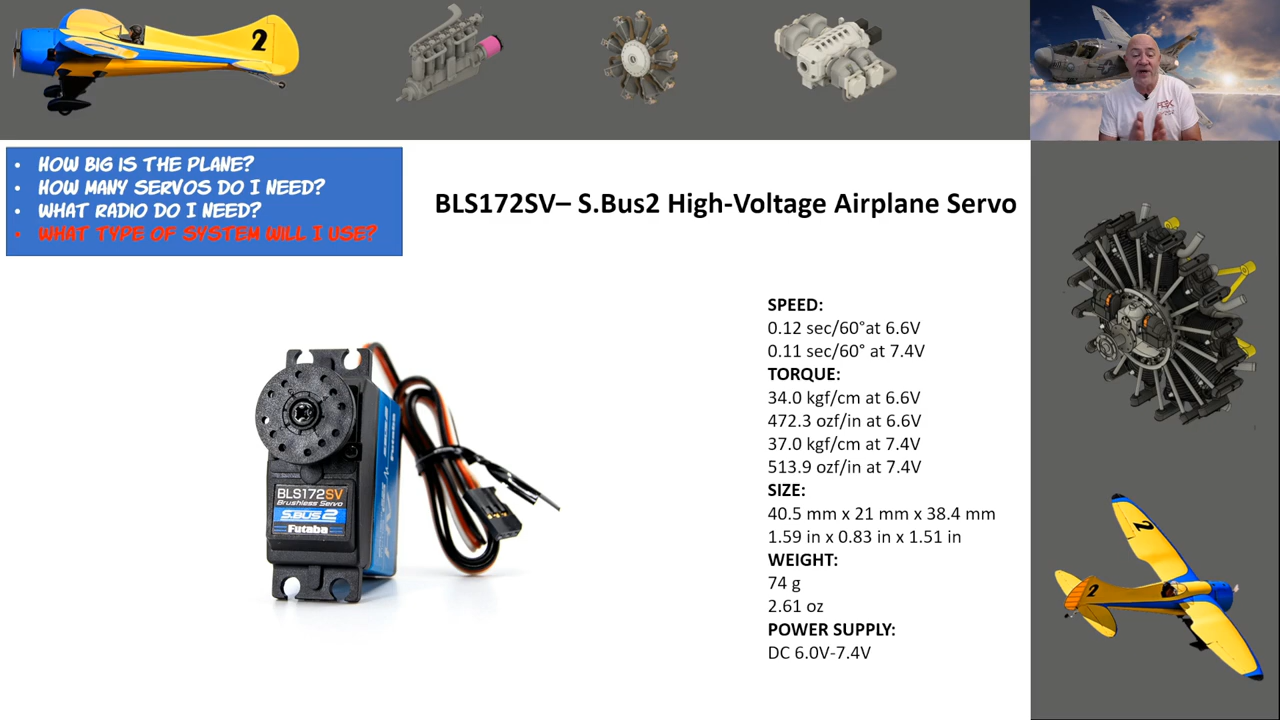 2
HOW BIG IS THE PLANE?
HOW MANY SERVOS DO I NEED?
WHAT RADIO DO I NEED?
WHAT TYPE OF SYSTEM WILL I USE?
BLS172SV– S.Bus2 High-Voltage Airplane Servo
SPEED:
0.12 sec/60°at 6.6V
0.11 sec/60° at 7.4V
TORQUE:
34.0 kgf/cm at 6.6V
472.3 ozf/in at 6.6V
37.0 kgf/cm at 7.4V
513.9 ozf/in at 7.4V
SIZE:
40.5 mm x 21 mm x 38.4 mm
1.59 in x 0.83 in x 1.51 in
WEIGHT:
74 g
2.61 oz
POWER SUPPLY:
DC 6.0V-7.4V
BLS172SV
Brushless Servo
S.BUS 2
Futaba
2
2